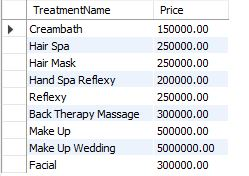 TreatmentName Price
Creambath 150000.00
Hair Spa 250000.00
Hair Mask 250000.00
Hand Spa Reflexy 200000.00
Reflexy 250000.00
Back Therapy Massage 300000.00
Make Up 500000.00
Make Up Wedding 5000000.00
Facial 300000.00